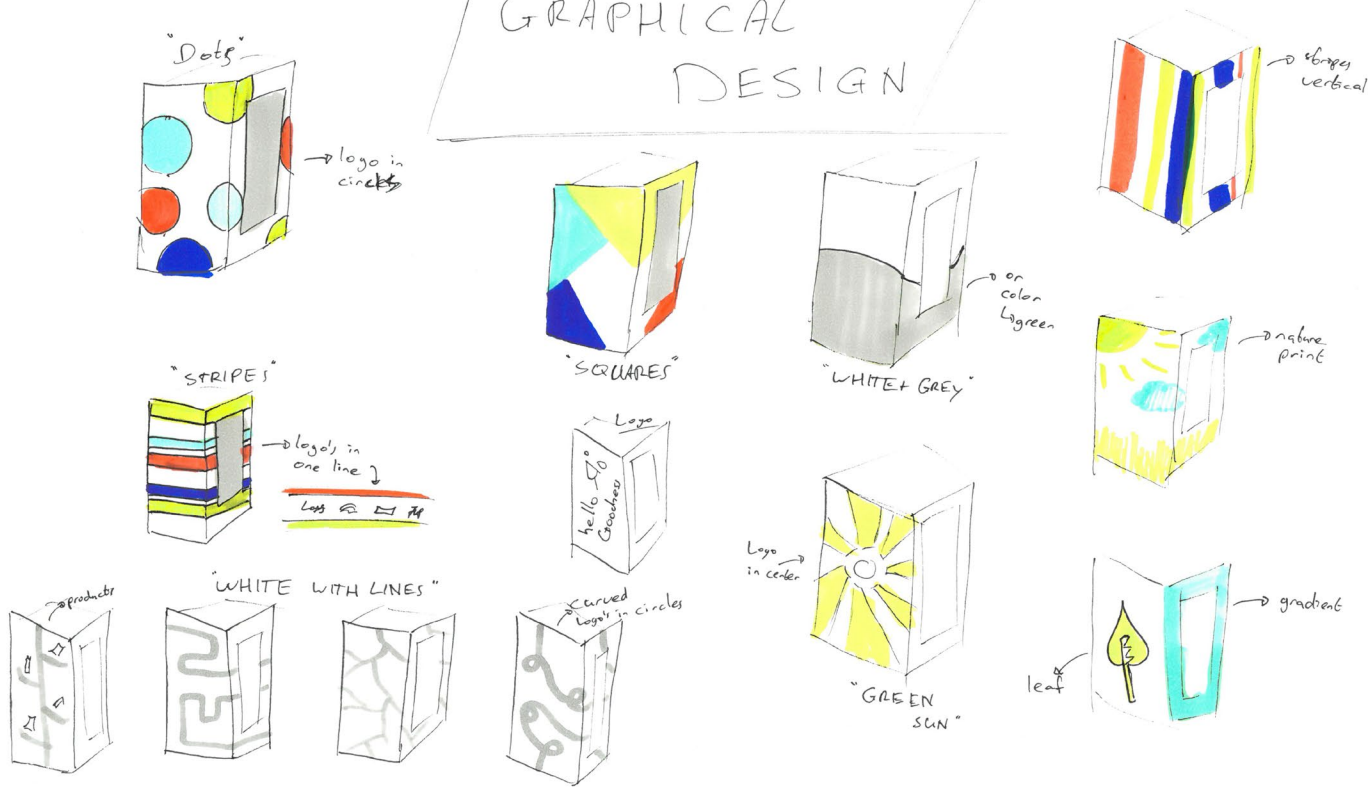 GRAPHICAL
DESIGN
"Dots"
logo in
circles
"STRIPES"
logo's in
one line
Logo
"SQUARES"
"WHITE + GREY"
or
color
green
stripes
vertical
nature
print
Logo
hello
Goodness
"WHITE WITH LINES"
products
curved
logo's in circles
Logo
in center
"GREEN
SUN"
gradient
leaf